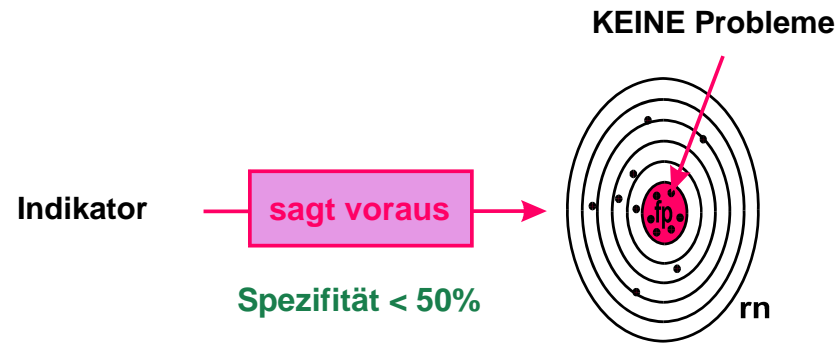 KEINE Probleme
Indikator
sagt voraus
fp
Spezifität < 50%
rn